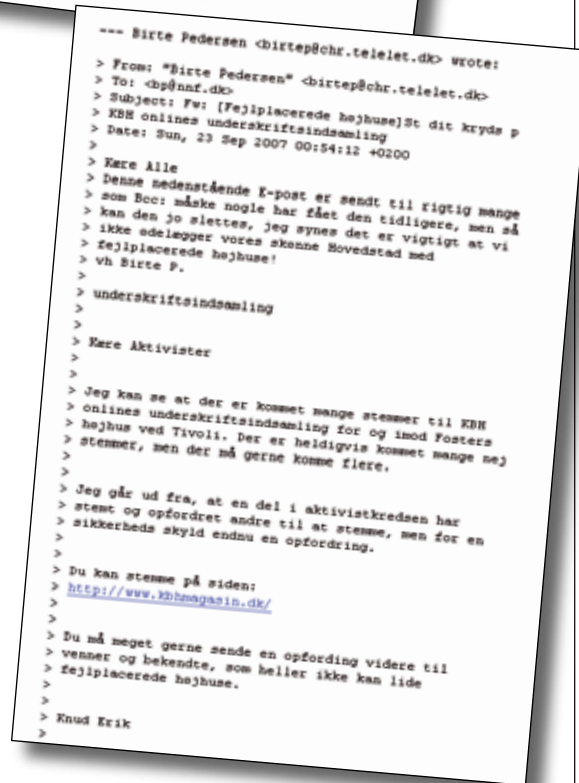 --- Birte Pedersen <birtep@chr.telelet.dk> wrote:
> From: "Birte Pedersen" <birtep@chr.telelet.dk>
> To: <bp@nnf.dk>
> Subject: Fw: [Fejlplacerede højhuse]St dit kryds p
> KBH onlines underskriftsindsamling
> Date: Sun, 23 Sep 2007 00:54:12 +0200
>
> Kære Alle
> Denne nedenstående E-post er sendt til rigtig mange
> som Bcc: måske nogle har fået den tidligere, men så
> kan den jo slettes, jeg synes det er vigtigt at vi
> ikke ødelægger vores skønne Hovedstad med
> fejlplacerede højhuse!
> vh Birte P.
>
> underskriftsindsamling
>
>
> Kære Aktivister
>
>
> Jeg kan se at der er kommet mange stemmer til KBH
> onlines underskriftsindsamling for og imod Fosters
> højhus ved Tivoli. Der er heldigvis kommet mange nej
> stemmer, men der må gerne komme flere.
>
>
> Jeg går ud fra, at en del i aktivistkredsen har
> stemt og opfordret andre til at stemme, men for en
> sikkerheds skyld endnu en opfordring.
>
>
> Du kan stemme på siden:
> http://www.kbhmagasin.dk/
>
>
> Du må meget gerne sende en opfording videre til
> venner og bekendte, som heller ikke kan lide
> fejlplacerede højhuse.
>
>
> Knud Erik
>